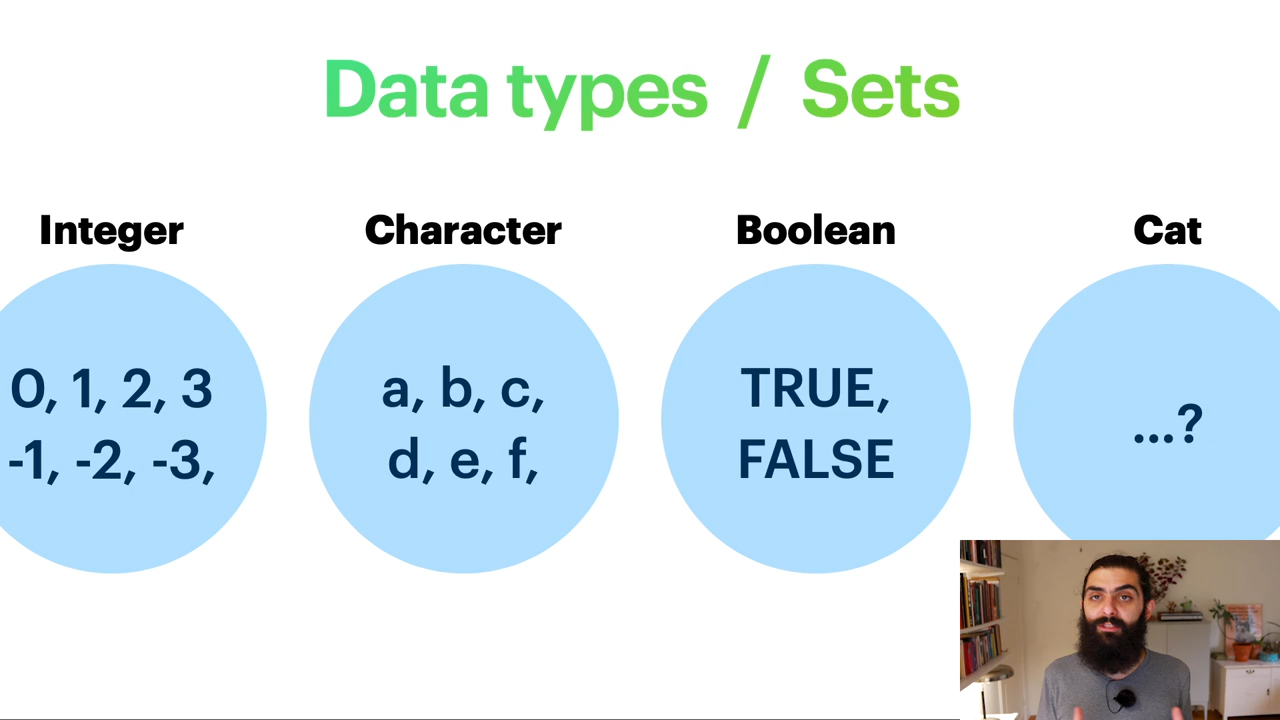 Data types / Sets
Integer
Character
Boolean
Cat
0, 1, 2, 3
-1, -2, -3,
a, b, c,
d, e, f,
TRUE,
FALSE
...?